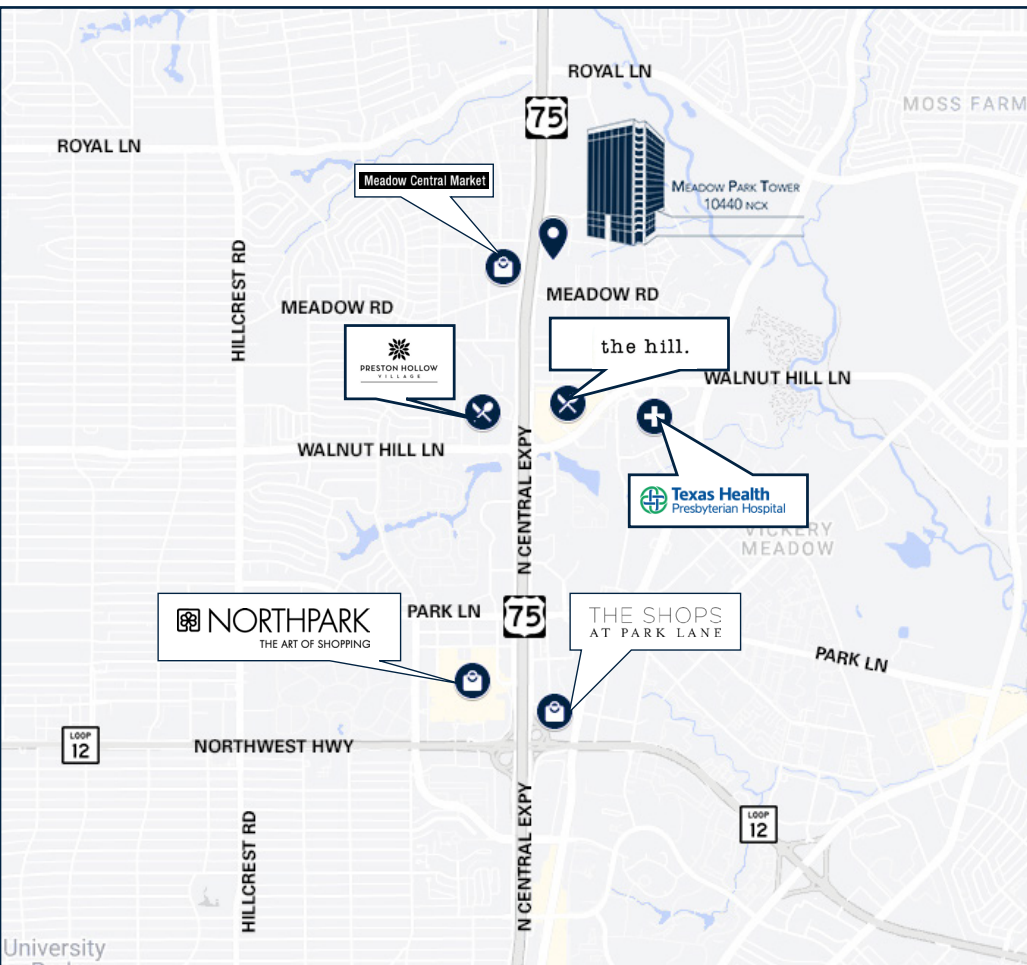 ROYAL LN
75
MOSS FARM
ROYAL LN
Meadow Central Market
MEADOW PARK TOWER
10440 NCX
HILLCREST RD
MEADOW RD
MEADOW RD
PRESTON HOLLOW
VILLAGE
the hill.
WALNUT HILL LN
WALNUT HILL LN
N CENTRAL EXPY
Texas Health
Presbyterian Hospital
VICKERY
MEADOW
NORTHPARK
THE ART OF SHOPPING
PARK LN
75
THE SHOPS
AT PARK LANE
PARK LN
LOOP
12
NORTHWEST HWY
HILLCREST RD
N CENTRAL EXPY
LOOP
12
University